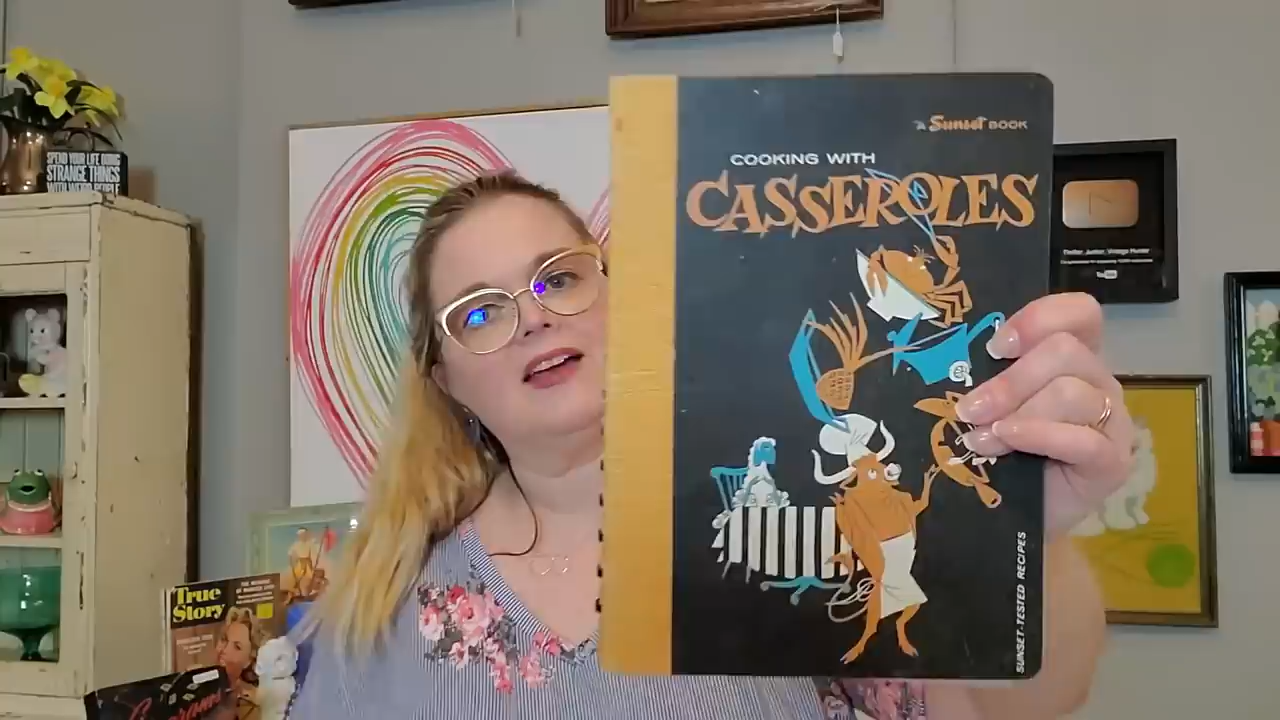 SPEND YOUR LIFE DOING
STRANGE THINGS
WITH WEIRD PEOPLE
A Sunset BOOK
COOKING WITH
CASSEROLES
SUNSET-TESTED RECIPES
True
Story